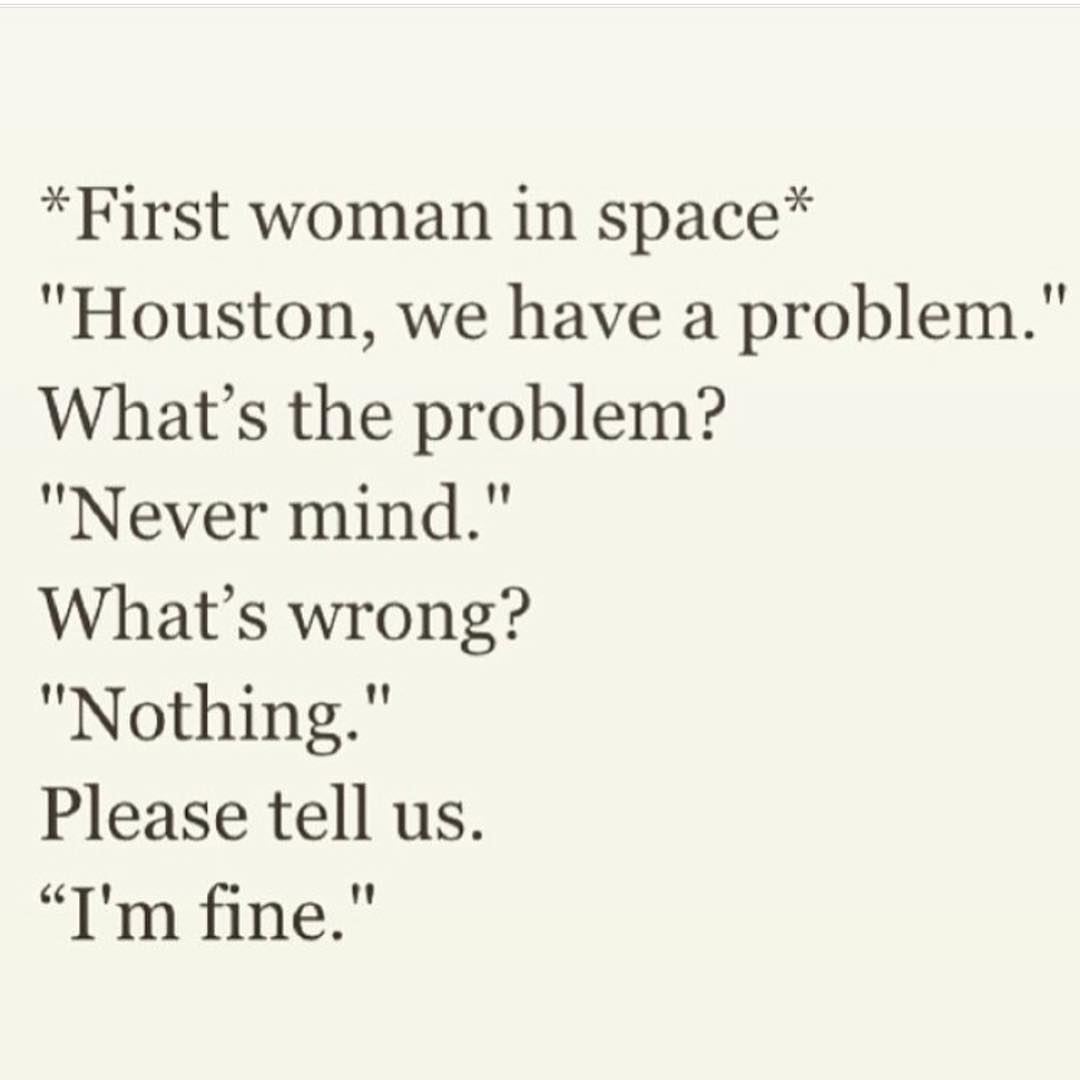 *First woman in space*
"Houston, we have a problem."
What’s the problem?
"Never mind."
What’s wrong?
"Nothing."
Please tell us.
“I'm fine."